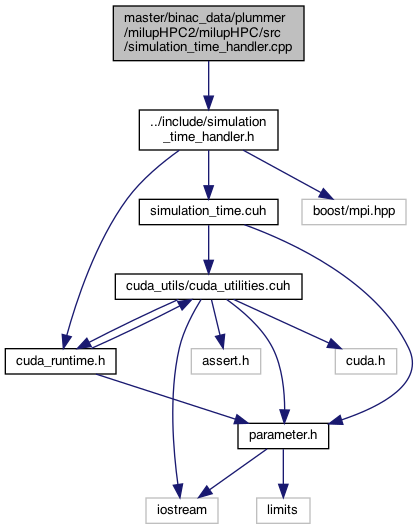 master/binac_data/plummer
/milupHPC2/milupHPC/src
/simulation_time_handler.cpp
../include/simulation
_time_handler.h
simulation_time.cuh
boost/mpi.hpp
cuda_utils/cuda_utilities.cuh
cuda_runtime.h
assert.h
cuda.h
parameter.h
iostream
limits